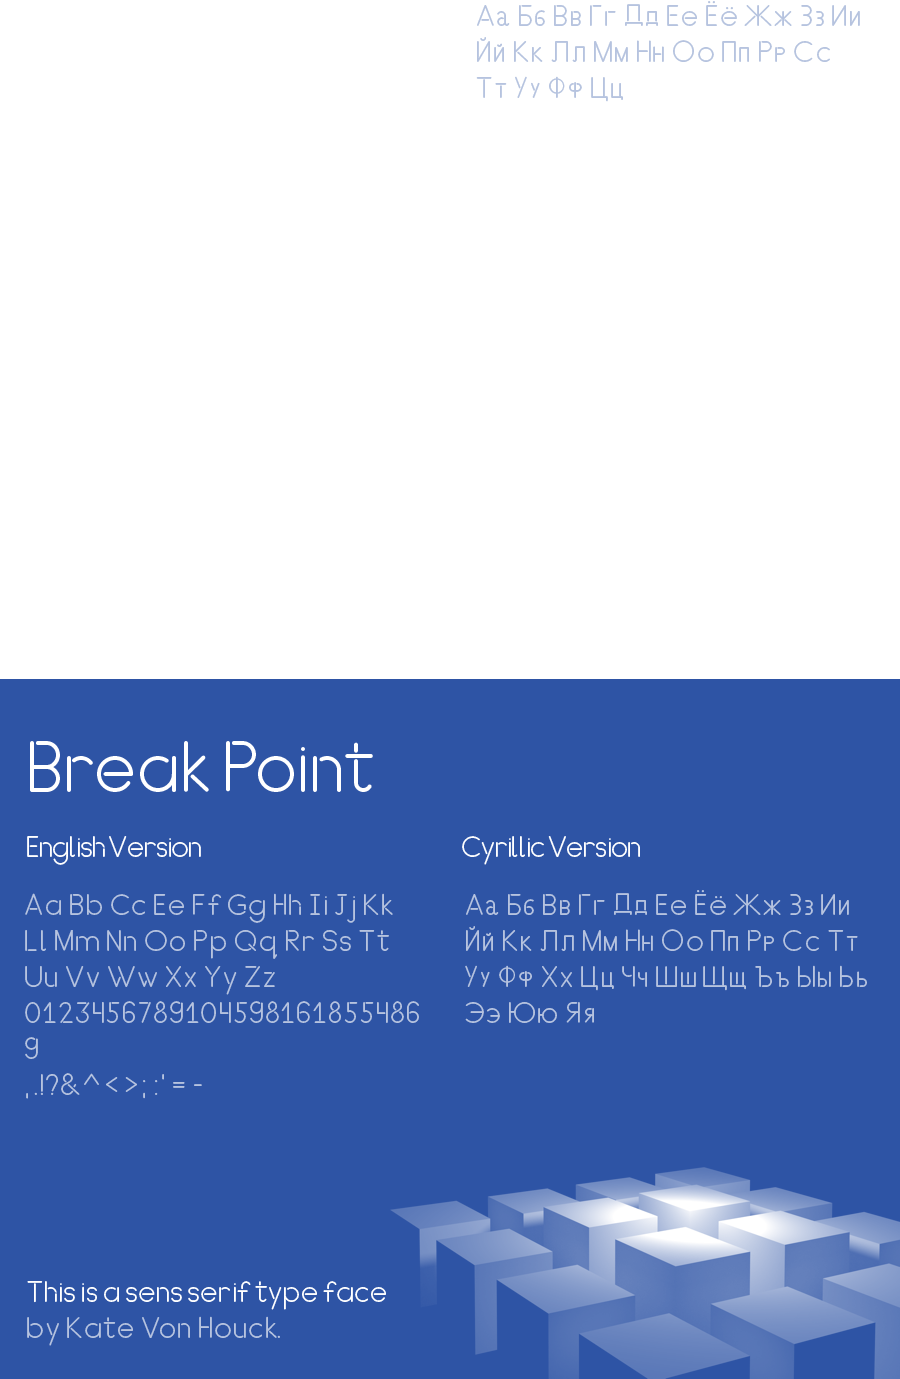 Аа Бб Вв Гг Дд Ее Ёё Жж Зз Ии
Йй Кк Лл Мм Нн Оо Пп Рр Сс
Тт Уу Фф Цц
Break Point
English Version
Aa Bb Cc Ee Ff Gg Hh Ii Jj Kk
Ll Mm Nn Oo Pp Qq Rr Ss Tt
Uu Vv Ww Xx Yy Zz
0123456789104598161855486
9
,.!?&^<>;:'=-
Cyrillic Version
Аа Бб Вв Гг Дд Ее Ёё Жж Зз Ии
Йй Кк Лл Мм Нн Оо Пп Рр Сс Тт
Уу Фф Хх Цц Чч Шш Щщ Ъъ Ыы Ьь
Ээ Юю Яя
This is a sens serif type face
by Kate Von Houck.